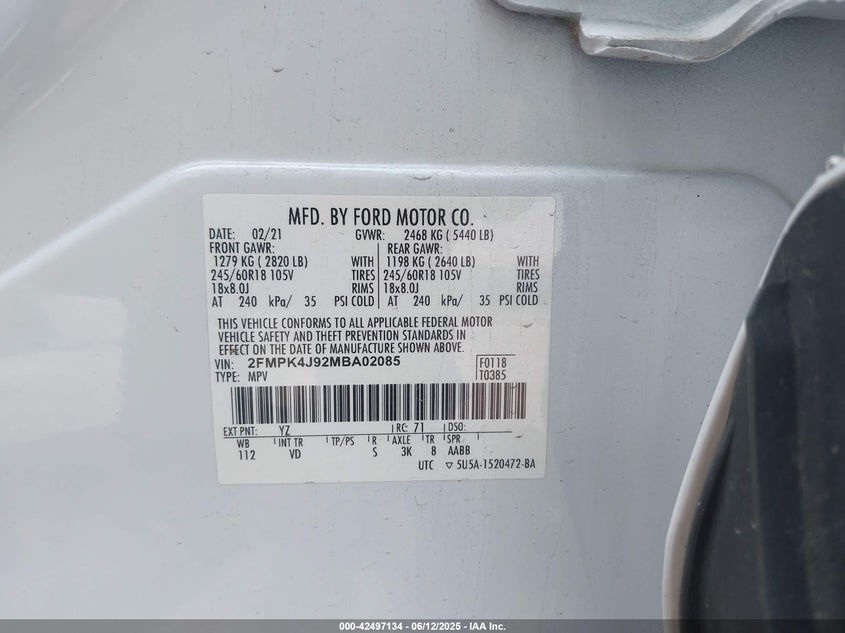 MFD. BY FORD MOTOR CO.
DATE: 02/21 GVWR: 2468 KG ( 5440 LB)
FRONT GAWR: REAR GAWR:
1279 KG ( 2820 LB) WITH 1198 KG ( 2640 LB) WITH
245/60R18 105V TIRES 245/60R18 105V TIRES
18x8.0J RIMS 18x8.0J RIMS
AT 240 kPa/ 35 PSI COLD AT 240 kPa/ 35 PSI COLD
THIS VEHICLE CONFORMS TO ALL APPLICABLE FEDERAL MOTOR
VEHICLE SAFETY AND THEFT PREVENTION STANDARDS IN
EFFECT ON THE DATE OF MANUFACTURE SHOWN ABOVE.
VIN: 2FMPK4J92MBA02085 F0118
TYPE: MPV T0385
EXT PNT: YZ RC: 71 DSO:
WB INT TR TP/PS R AXLE TR SPR
112 VD S 3K 8 AABB
UTC ▽ 5U5A-1520472-BA
000-42497134 - 06/12/2025 - IAA Inc.